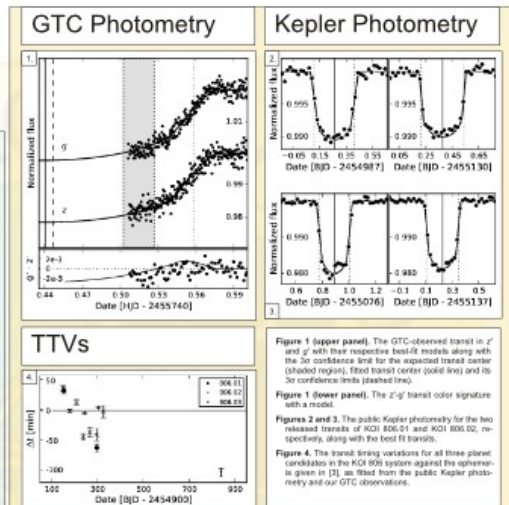 GTC Photometry
1.
Normalized flux
g'
z'
1.01
0.99
0.98
g' - z'
2e-3
0
-2e-3
0.44 0.47 0.50 0.53 0.56 0.59
Date [HJD - 2455740]
Kepler Photometry
2.
Normalized flux
0.995
0.990
0.995
0.990
-0.05 0.15 0.35 0.55
Date [BJD - 2454987]
0.25 0.45 0.65
Date [BJD - 2455130]
Normalized flux
0.990
0.980
0.990
0.980
0.6 0.8 1.0
Date [BJD - 2455076]
0.1 0.3 0.5
Date [BJD - 2455137]
3.
TTVs
4.
Δt [min]
50
0
-50
-100
806.01
806.02
806.03
100 300 500 700 900
Date [BJD - 2454900]
Figure 1 (upper panel). The GTC-observed transit in z'
and g' with their respective best-fit models along with
the 3σ confidence limit for the expected transit center
(shaded region), fitted transit center (solid line) and its
3σ confidence limits (dashed line).
Figure 1 (lower panel). The z'-g' transit color signature
with a model.
Figures 2 and 3. The public Kepler photometry for the two
released transits of KOI 806.01 and KOI 806.02, re-
spectively, along with the best fit transits.
Figure 4. The transit timing variations for all three planet
candidates in the KOI 806 system against the ephemer-
is given in [3], as fitted from the public Kepler photo-
metry and our GTC observations.